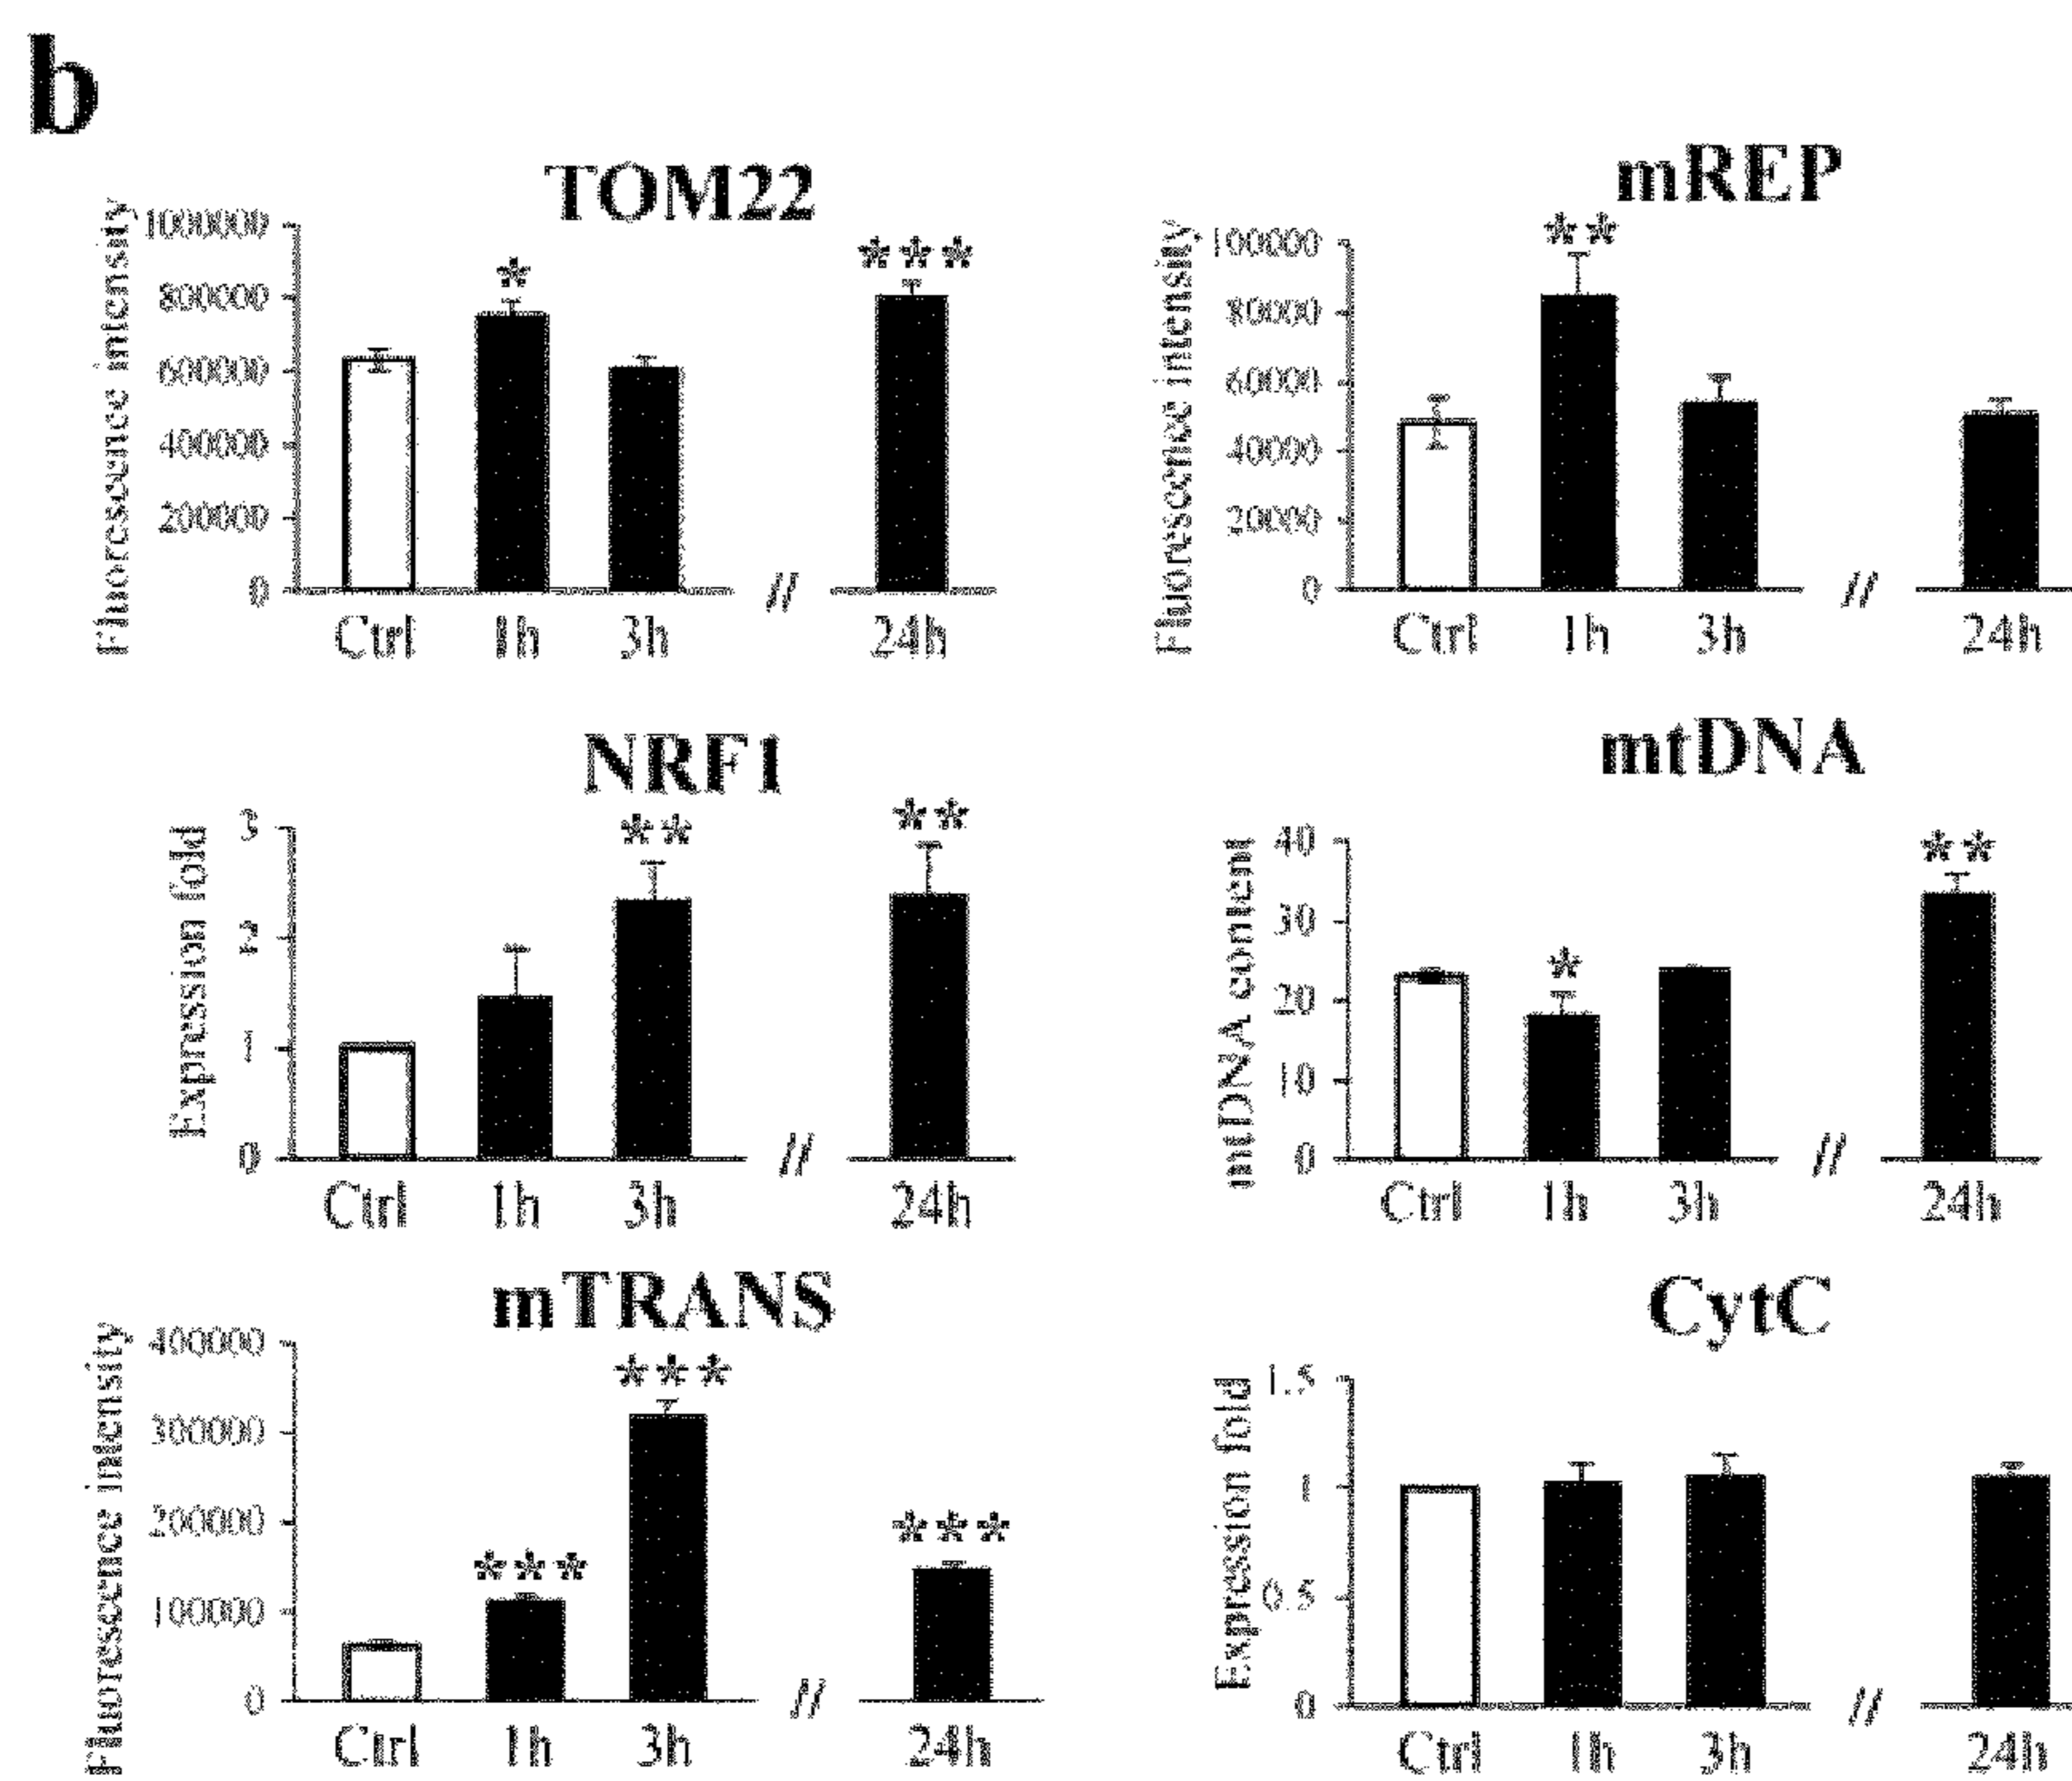 b
TOM22
Fluorescence intensity
1000000
800000
600000
400000
200000
0
*
***
Ctrl 1h 3h // 24h
mREP
Fluorescence intensity
100000
80000
60000
40000
20000
0
**
Ctrl 1h 3h // 24h
NRF1
Expression fold
3
2
1
0
**
**
Ctrl 1h 3h // 24h
mtDNA
mtDNA content
40
30
20
10
0
*
**
Ctrl 1h 3h // 24h
mTRANS
Fluorescence intensity
400000
300000
200000
100000
0
***
***
***
Ctrl 1h 3h // 24h
CytC
Expression fold
1.5
1
0.5
0
Ctrl 1h 3h // 24h